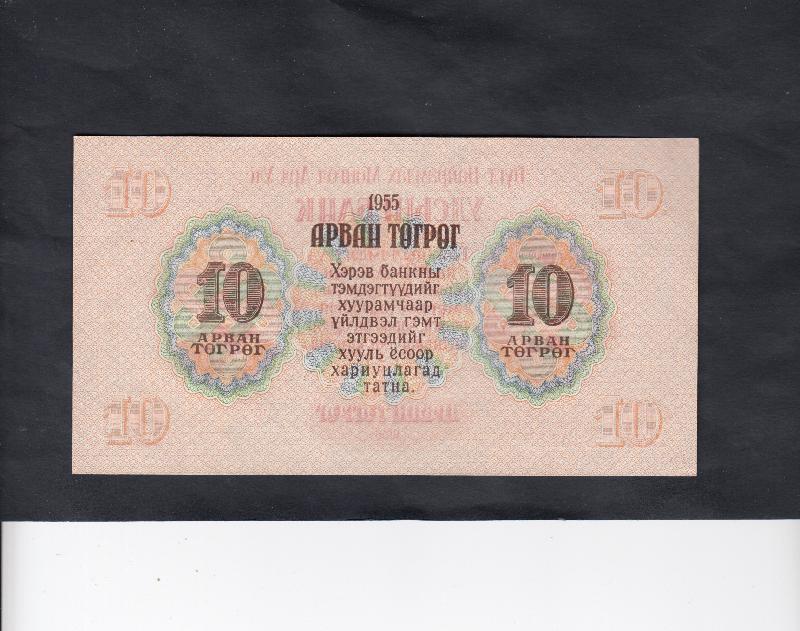 1955
АРВАН ТӨГРӨГ
Хэрэв банкны
тэмдэгтүүдийг
хуурамчаар
үйлдвэл гэмт
этгээдийг
хууль ёсоор
хариуцлагад
татна.
10
АРВАН
ТӨГРӨГ
10
АРВАН
ТӨГРӨГ